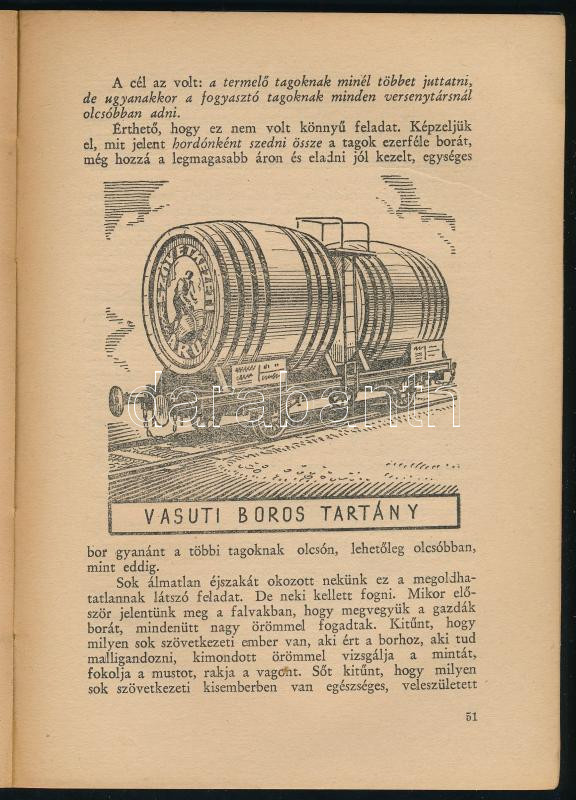 A cél az volt: a termelő tagoknak minél többet juttatni,
de ugyanakkor a fogyasztó tagoknak minden versenytársnál
olcsóbban adni.
Érthető, hogy ez nem volt könnyű feladat. Képzeljük
el, mit jelent hordónként szedni össze a tagok ezerféle borát,
még hozzá a legmagasabb áron és eladni jól kezelt, egységes
SZÖVETKEZETI
ÁRU
darabanth
VASUTI BOROS TARTÁNY
bor gyanánt a többi tagoknak olcsón, lehetőleg olcsóbban,
mint eddig.
Sok álmatlan éjszakát okozott nekünk ez a megoldha-
tatlannak látszó feladat. De neki kellett fogni. Mikor elő-
ször jelentünk meg a falvakban, hogy megvegyük a gazdák
borát, mindenütt nagy örömmel fogadtak. Kitűnt, hogy
milyen sok szövetkezeti ember van, aki ért a borhoz, aki tud
malligandozni, kimondott örömmel vizsgálja a mintát,
fokolja a mustot, rakja a vagont. Sőt kitűnt, hogy milyen
sok szövetkezeti kisemberben van egészséges, veleszületett
51